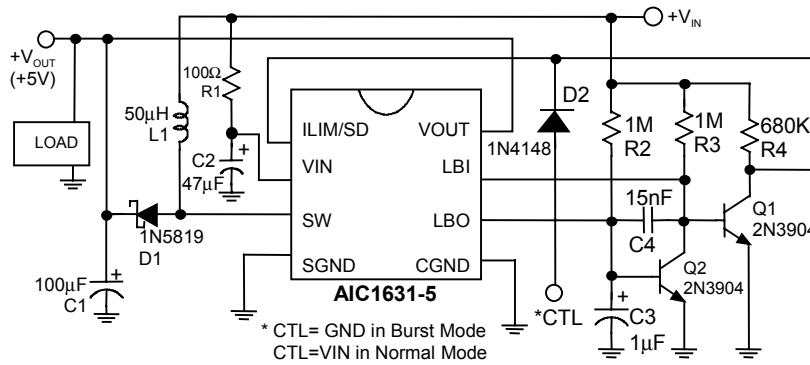 +VIN
+VOUT
(+5V)
100Ω
R1
50μH
L1
LOAD
ILIM/SD
VOUT
D2
1N4148
1M
R2
1M
R3
680K
R4
C2
47μF
VIN
LBI
15nF
C4
SW
LBO
Q1
2N3904
1N5819
D1
SGND
CGND
Q2
2N3904
100μF
C1
AIC1631-5
*CTL
C3
1μF
* CTL= GND in Burst Mode
CTL=VIN in Normal Mode